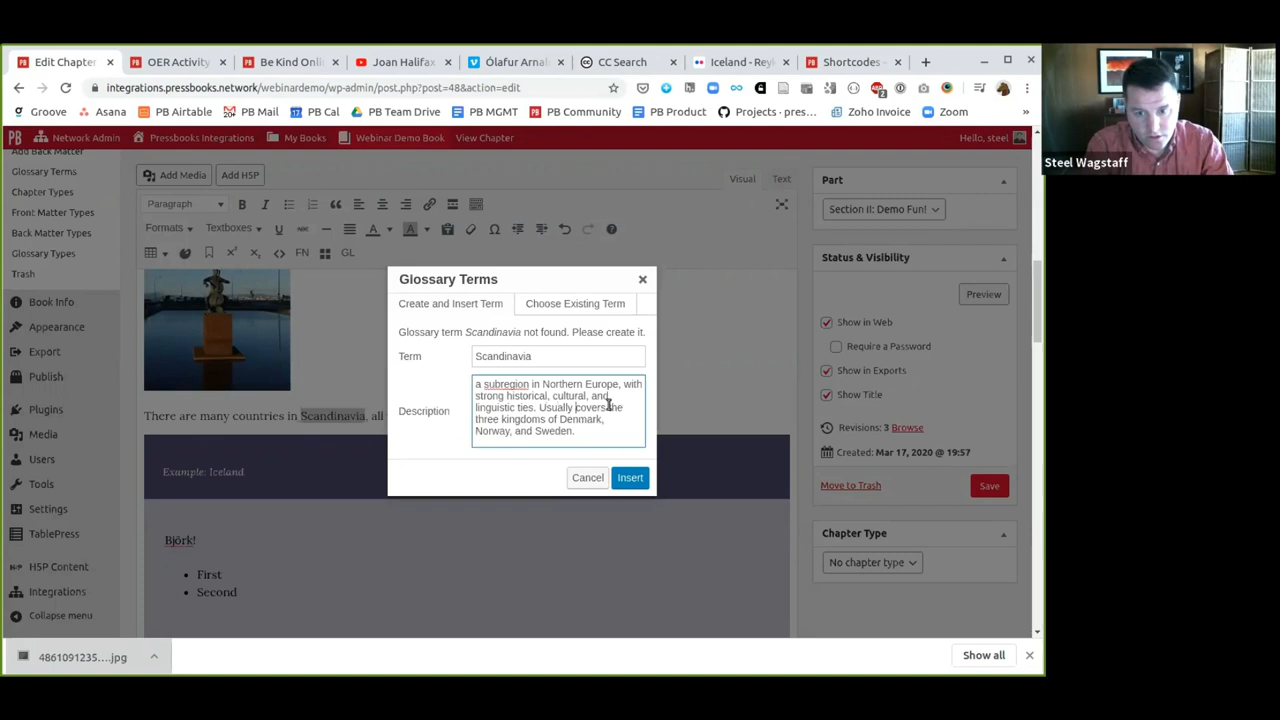 Edit Chapter
OER Activity
Be Kind Onli
Joan Halifax
Ólafur Arnal
CC Search
Iceland - Reyk
Shortcodes -
integrations.pressbooks.network/webinardemo/wp-admin/post.php?post=48&action=edit
Groove
Asana
PB Airtable
PB Mail
PB Cal
PB Team Drive
PB MGMT
PB Community
PB Product
Projects - pres...
Zoho Invoice
Zoom
Steel Wagstaff
Network Admin
Pressbooks Integrations
My Books
Webinar Demo Book
View Chapter
Hello, steel
Add Back Matter
Glossary Terms
Chapter Types
Front Matter Types
Back Matter Types
Glossary Types
Trash
Book Info
Appearance
Export
Publish
Plugins
Media
Users
Tools
Settings
TablePress
H5P Content
Integrations
Collapse menu
Add Media
Add H5P
Visual
Text
Paragraph
Formats
Textboxes
FN
GL
There are many countries in Scandinavia, all
Example: Iceland
Björk!
First
Second
Glossary Terms
Create and Insert Term
Choose Existing Term
Glossary term Scandinavia not found. Please create it.
Term
Scandinavia
Description
a subregion in Northern Europe, with
strong historical, cultural, and
linguistic ties. Usually covers the
three kingdoms of Denmark,
Norway, and Sweden.
Cancel
Insert
Part
Section II: Demo Fun!
Status & Visibility
Preview
Show in Web
Require a Password
Show in Exports
Show Title
Revisions: 3 Browse
Created: Mar 17, 2020 @ 19:57
Move to Trash
Save
Chapter Type
No chapter type
4861091235....jpg
Show all